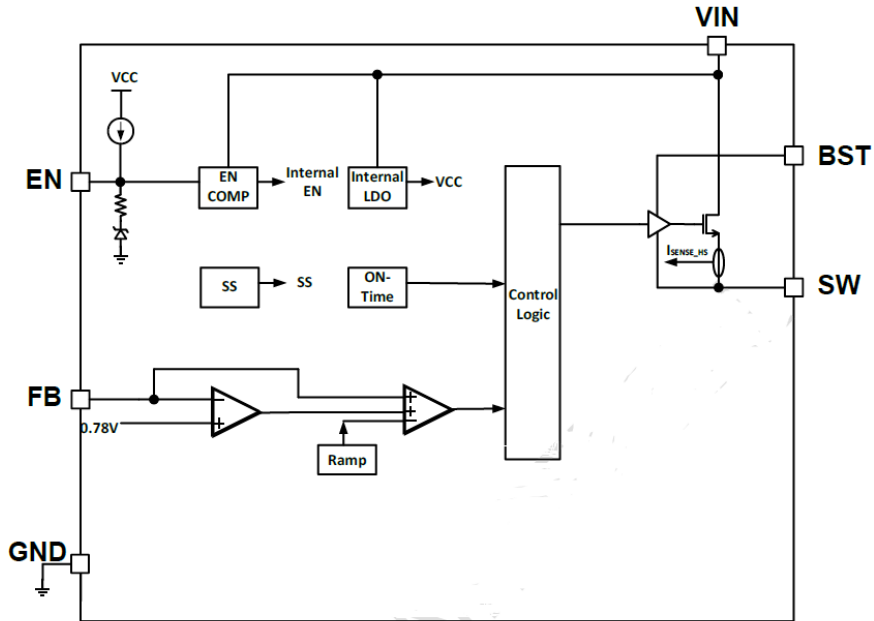 VIN
VCC
BST
EN
EN
COMP
Internal
EN
Internal
LDO
VCC
I SENSE_HS
SS
SS
ON-
Time
Control
Logic
SW
FB
−
+
0.78V
+
+
−
Ramp
GND